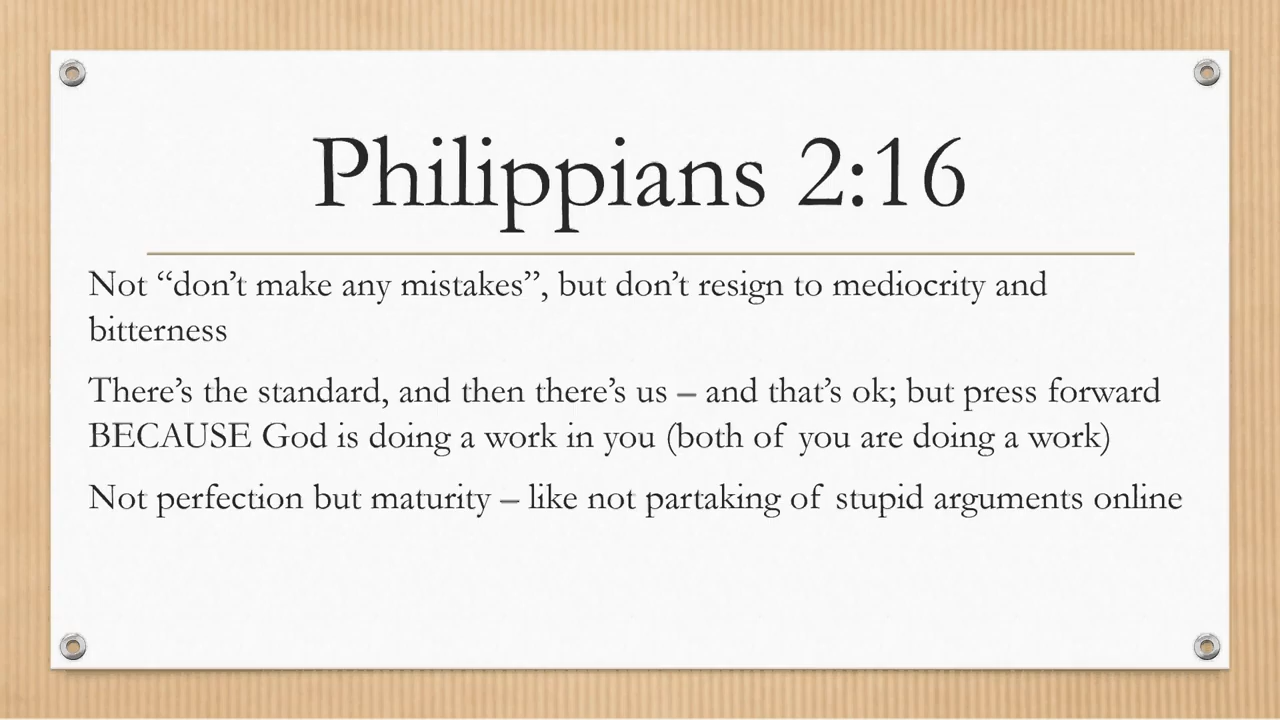 Philippians 2:16
Not “don’t make any mistakes”, but don’t resign to mediocrity and
bitterness
There’s the standard, and then there’s us – and that’s ok; but press forward
BECAUSE God is doing a work in you (both of you are doing a work)
Not perfection but maturity – like not partaking of stupid arguments online